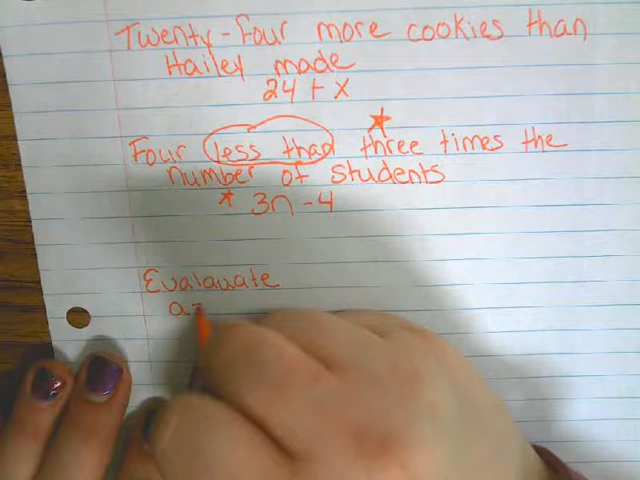 Twenty-four more cookies than
Hailey made
24 + x
Four less than three times the
number of students
* 3n - 4
Evalauate
a =